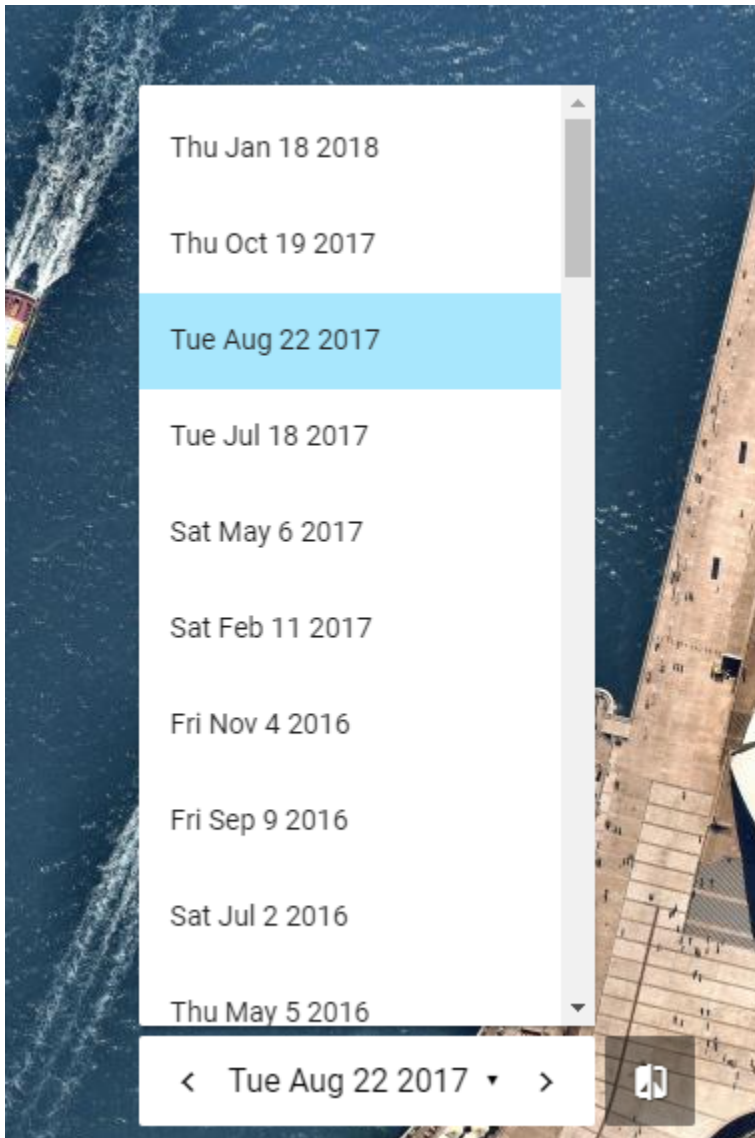 Thu Jan 18 2018
Thu Oct 19 2017
Tue Aug 22 2017
Tue Jul 18 2017
Sat May 6 2017
Sat Feb 11 2017
Fri Nov 4 2016
Fri Sep 9 2016
Sat Jul 2 2016
Thu May 5 2016
Tue Aug 22 2017